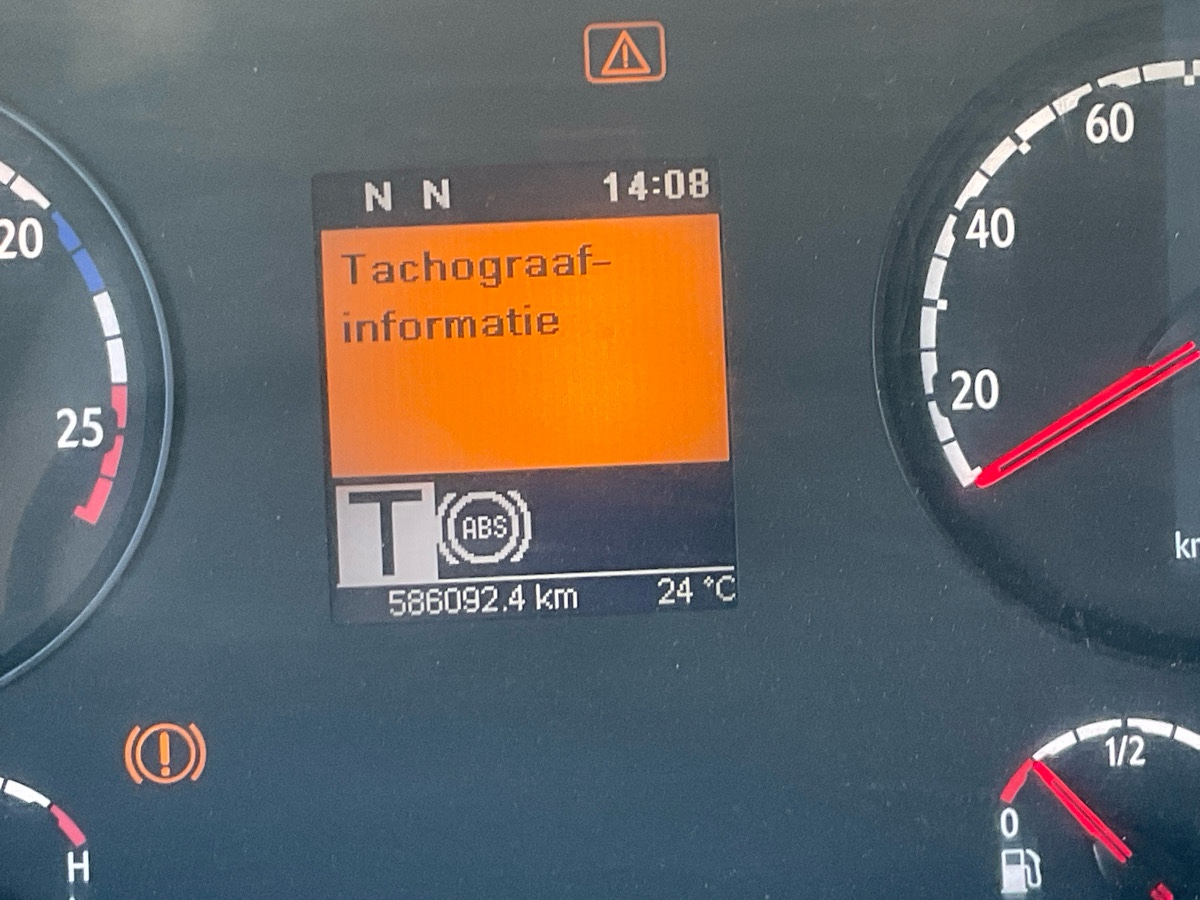 N N 14:08
Tachograaf-
informatie
T ABS
586092.4 km 24 °C
20
25
H
60
40
20
1/2
0